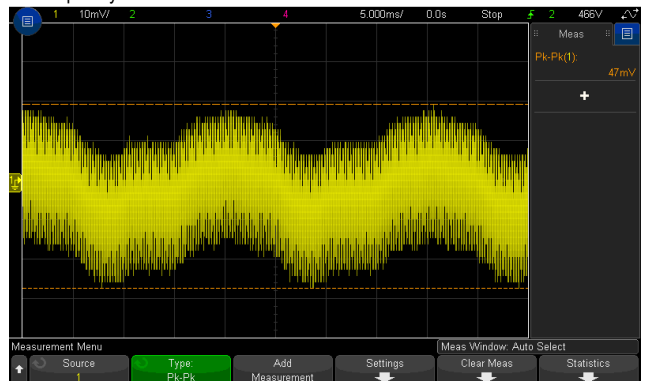 1 10mV/ 2 3 4 5.000ms/ 0.0s Stop 2 466V
Meas
Pk-Pk(1):
47mV
Measurement Menu
Meas Window: Auto Select
Source
1
Type:
Pk-Pk
Add
Measurement
Settings
Clear Meas
Statistics